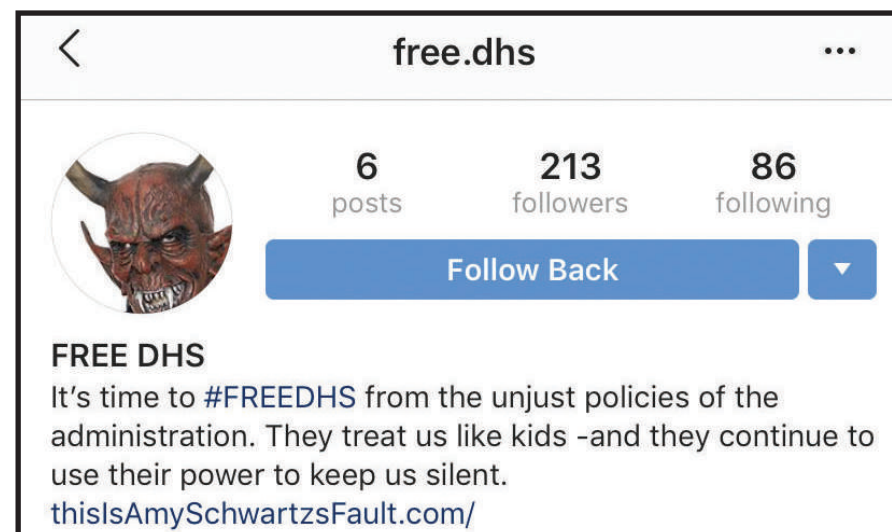 free.dhs
6 213 86
posts followers following
Follow Back
FREE DHS
It's time to #FREEDHS from the unjust policies of the
administration. They treat us like kids -and they continue to
use their power to keep us silent.
thisIsAmySchwartzsFault.com/